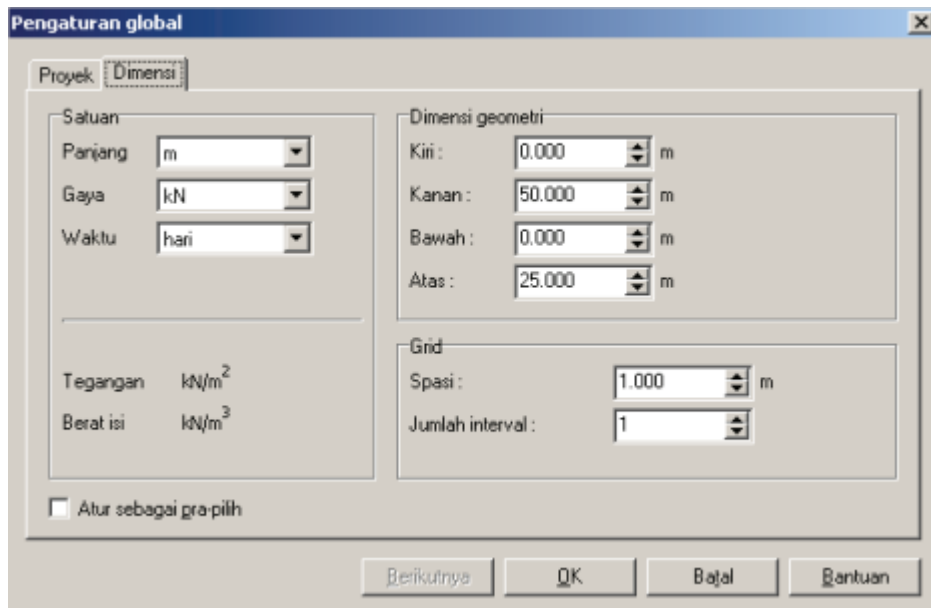 Pengaturan global
Proyek Dimensi
Satuan
Panjang m
Gaya kN
Waktu hari
Tegangan kN/m²
Berat isi kN/m³
Dimensi geometri
Kiri : 0.000 m
Kanan : 50.000 m
Bawah : 0.000 m
Atas : 25.000 m
Grid
Spasi : 1.000 m
Jumlah interval : 1
Atur sebagai pra-pilih
Berikutnya OK Batal Bantuan